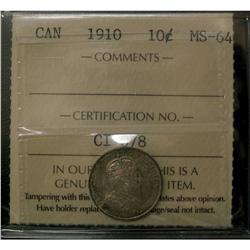 CAN 1910 10¢ MS-64
— COMMENTS —
— CERTIFICATION NO. —
IN OUR THIS IS A
GENU ITEM.
Tampering with this ates above opinion.
Have holder repla age/seal not intact.